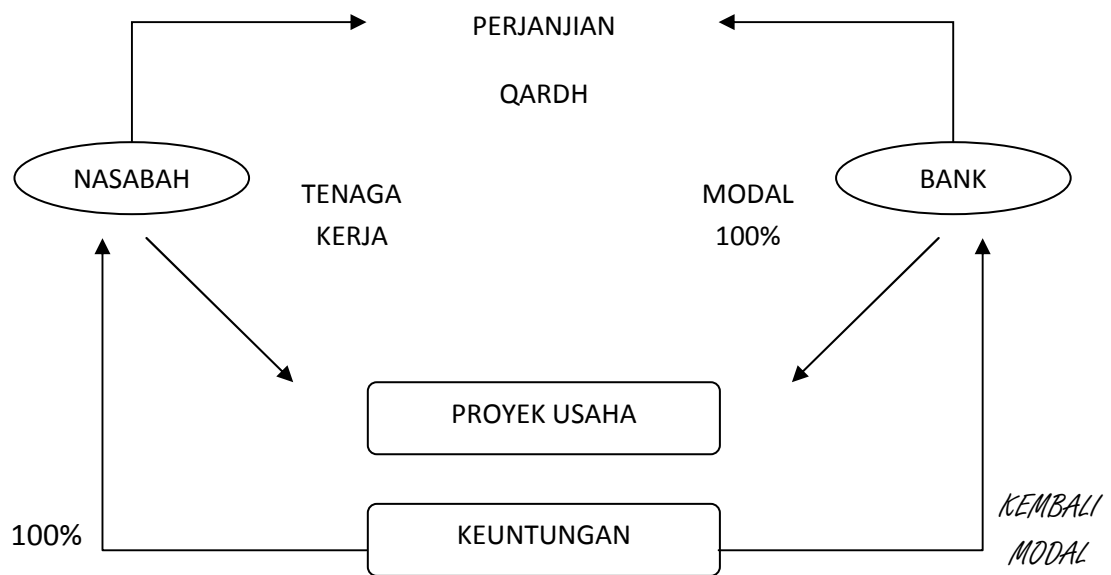 PERJANJIAN
QARDH
NASABAH
TENAGA
KERJA
MODAL
100%
BANK
PROYEK USAHA
100%
KEUNTUNGAN
KEMBALI
MODAL